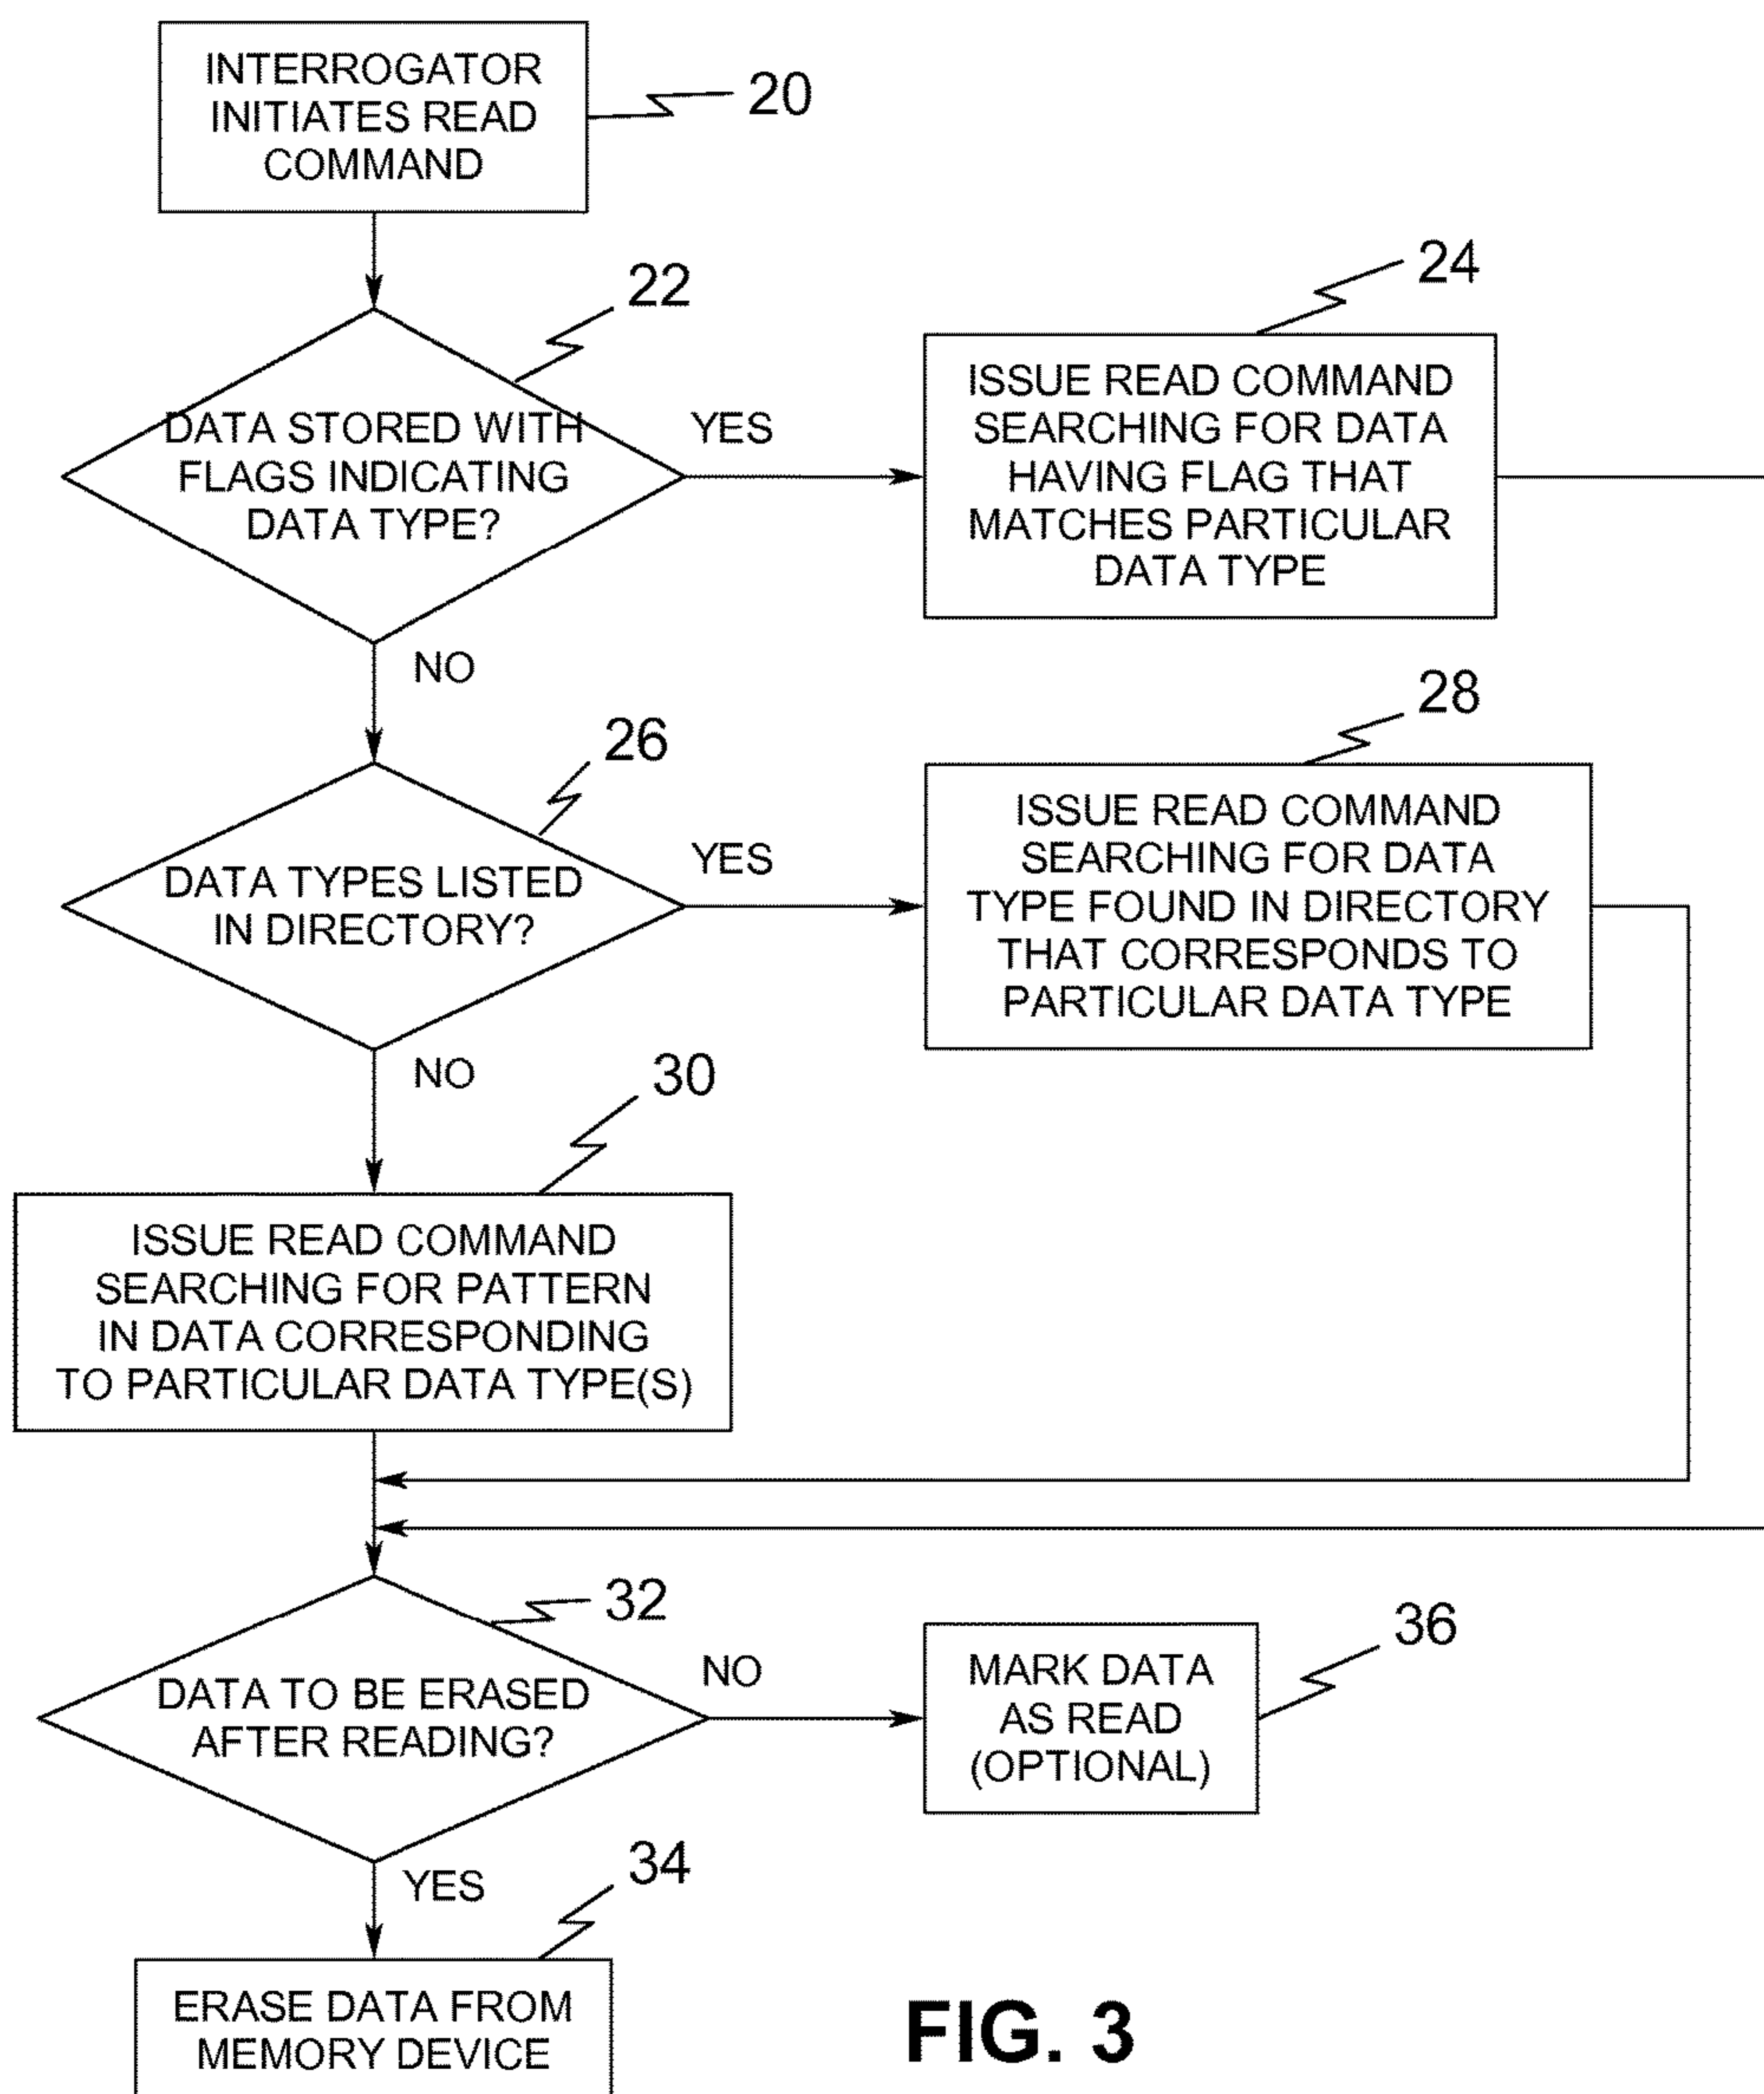 INTERROGATOR
INITIATES READ
COMMAND
20
22
DATA STORED WITH
FLAGS INDICATING
DATA TYPE?
YES
24
ISSUE READ COMMAND
SEARCHING FOR DATA
HAVING FLAG THAT
MATCHES PARTICULAR
DATA TYPE
NO
26
DATA TYPES LISTED
IN DIRECTORY?
YES
28
ISSUE READ COMMAND
SEARCHING FOR DATA
TYPE FOUND IN DIRECTORY
THAT CORRESPONDS TO
PARTICULAR DATA TYPE
NO
30
ISSUE READ COMMAND
SEARCHING FOR PATTERN
IN DATA CORRESPONDING
TO PARTICULAR DATA TYPE(S)
32
DATA TO BE ERASED
AFTER READING?
NO
36
MARK DATA
AS READ
(OPTIONAL)
YES
34
ERASE DATA FROM
MEMORY DEVICE
FIG. 3